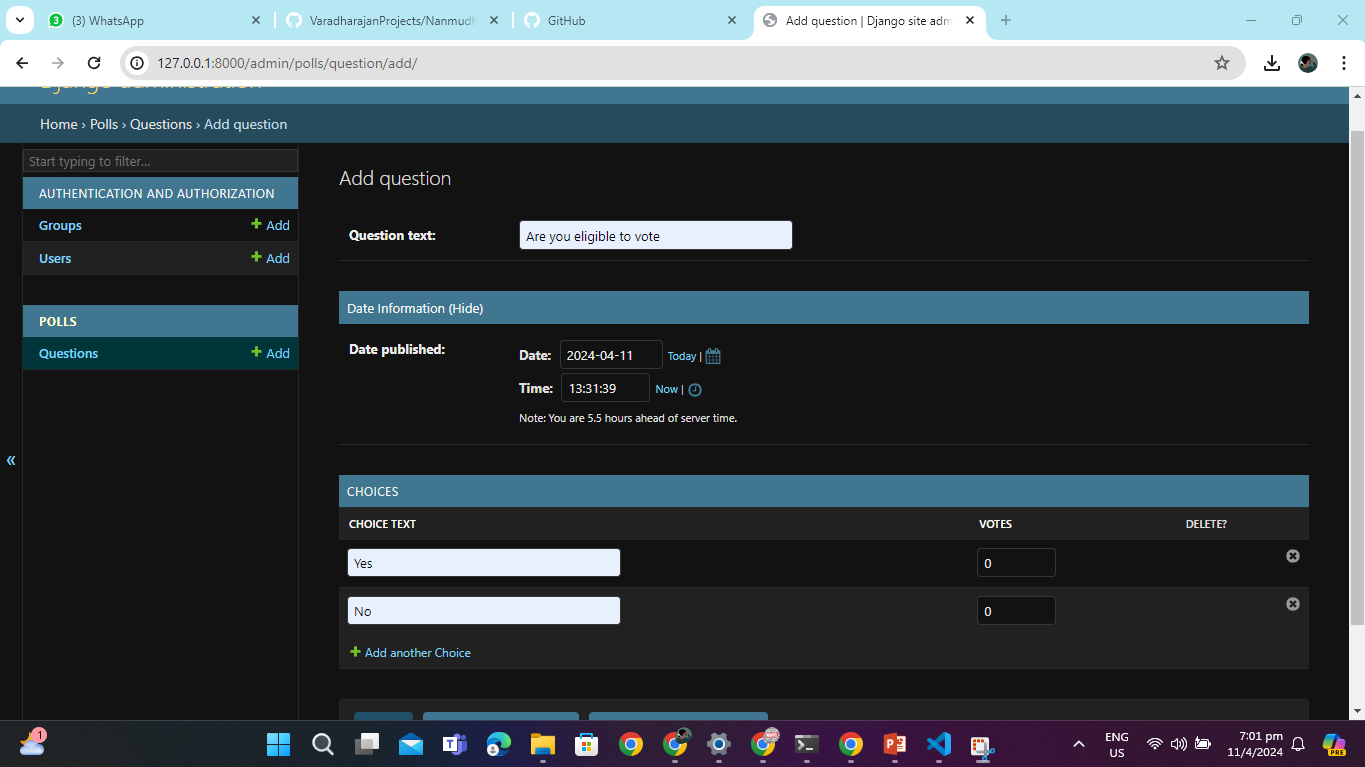 (3) WhatsApp
VaradharajanProjects/Nanmudh
GitHub
Add question | Django site adm
127.0.0.1:8000/admin/polls/question/add/
Django administration
Home › Polls › Questions › Add question
Start typing to filter...
AUTHENTICATION AND AUTHORIZATION
Groups + Add
Users + Add
POLLS
Questions + Add
«
Add question
Question text: Are you eligible to vote
Date Information (Hide)
Date published:
Date: 2024-04-11 Today |
Time: 13:31:39 Now |
Note: You are 5.5 hours ahead of server time.
CHOICES
CHOICE TEXT VOTES DELETE?
Yes 0
No 0
+ Add another Choice
1
ENG
US
7:01 pm
11/4/2024
PRE